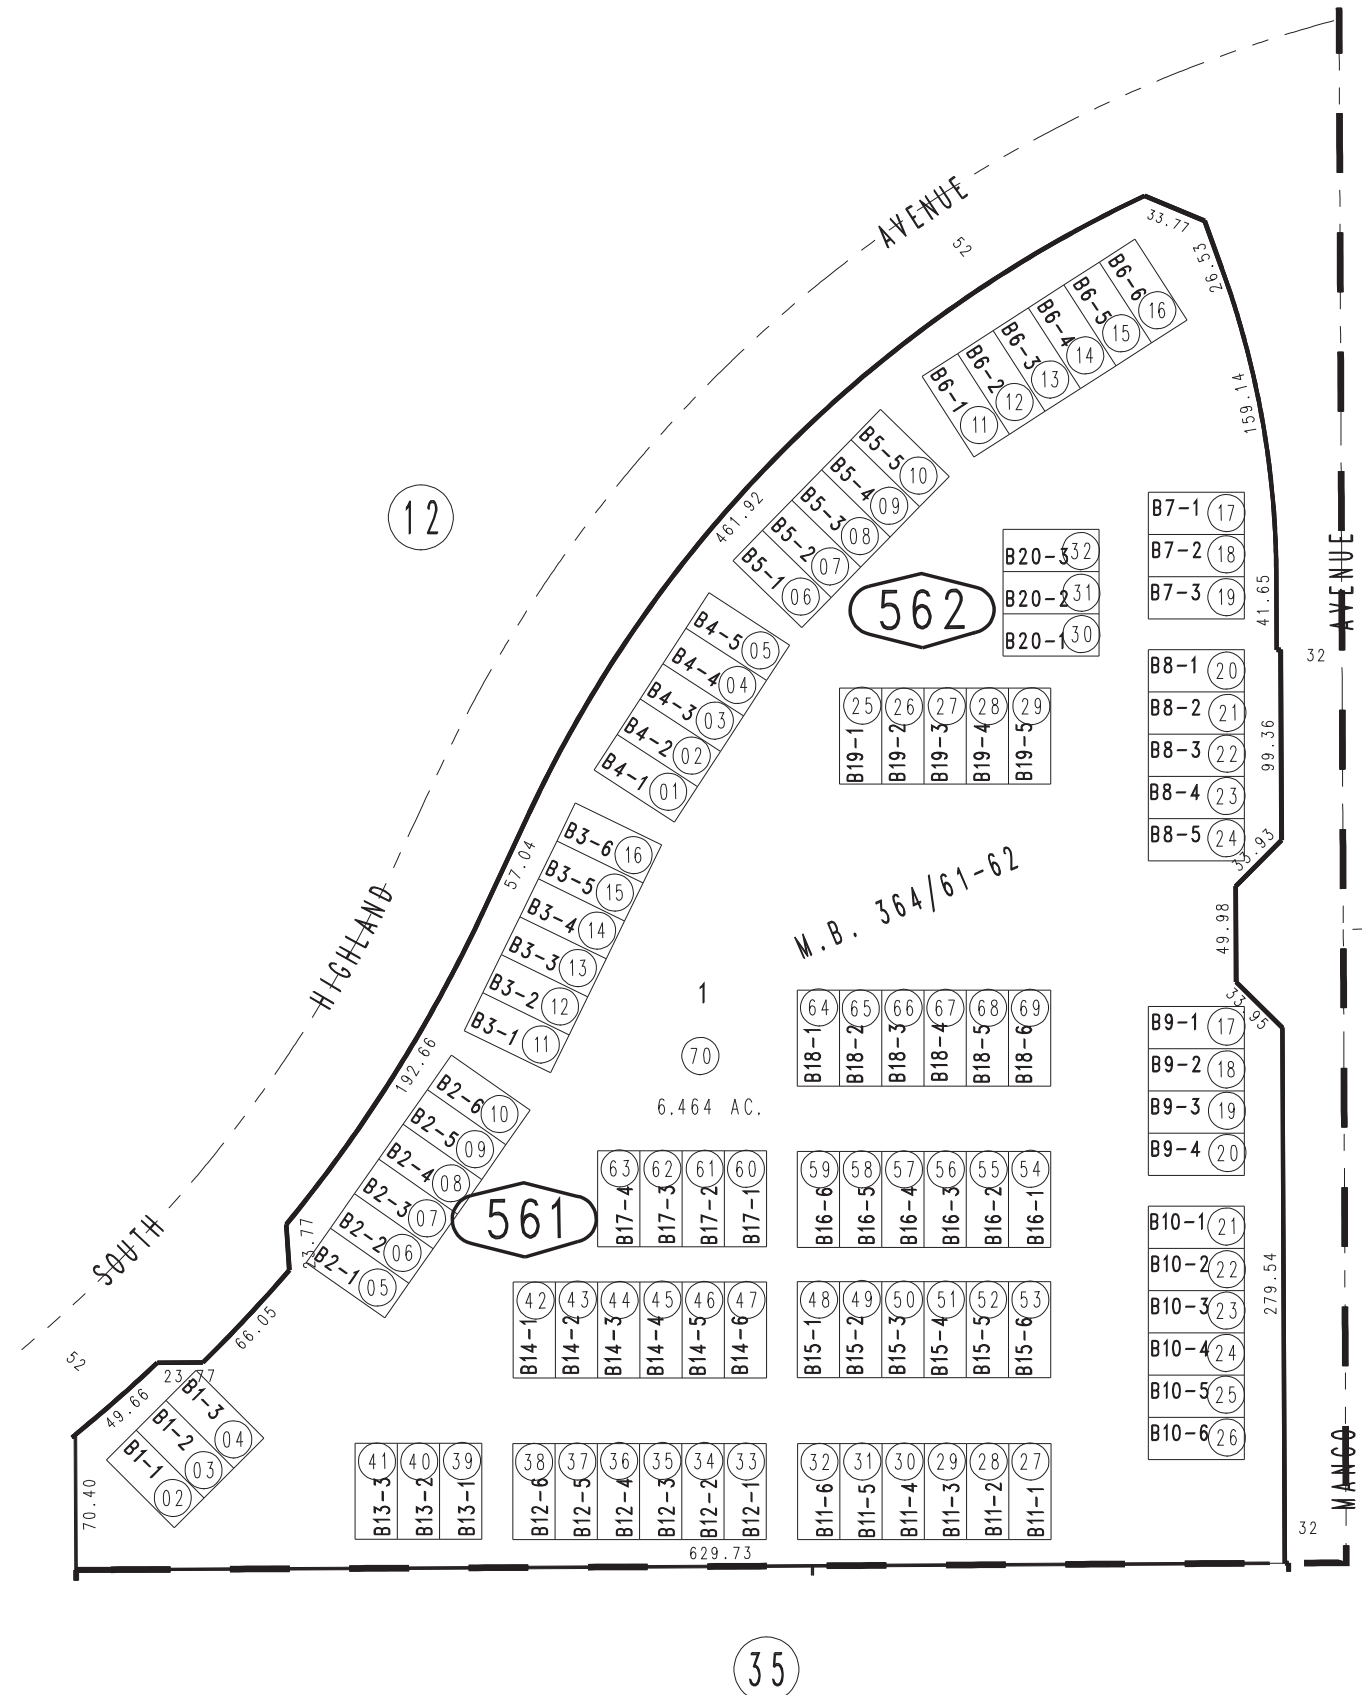 AVENUE
52
33.77
26.53
159.14
B6-6 16
B6-5 15
B6-4 14
B6-3 13
B6-2 12
B6-1 11
12
461.92
B5-5 10
B5-4 09
B5-3 08
B5-2 07
B5-1 06
562
B20-3 32
B20-2 31
B20-1 30
B7-1 17
B7-2 18
B7-3 19
41.65
AVENUE
32
B4-5 05
B4-4 04
B4-3 03
B4-2 02
B4-1 01
25 26 27 28 29
B19-1 B19-2 B19-3 B19-4 B19-5
B8-1 20
B8-2 21
B8-3 22
B8-4 23
B8-5 24
99.36
33.93
57.04
B3-6 16
B3-5 15
B3-4 14
B3-3 13
B3-2 12
B3-1 11
M.B. 364/61-62
49.98
33.95
HIGHLAND
1
70
6.464 AC.
64 65 66 67 68 69
B18-1 B18-2 B18-3 B18-4 B18-5 B18-6
B9-1 17
B9-2 18
B9-3 19
B9-4 20
192.66
B2-6 10
B2-5 09
B2-4 08
B2-3 07
B2-2 06
B2-1 05
561
63 62 61 60
B17-4 B17-3 B17-2 B17-1
59 58 57 56 55 54
B16-6 B16-5 B16-4 B16-3 B16-2 B16-1
B10-1 21
B10-2 22
B10-3 23
B10-4 24
B10-5 25
B10-6 26
279.54
SOUTH
66.05
52
23.77
49.66
42 43 44 45 46 47
B14-1 B14-2 B14-3 B14-4 B14-5 B14-6
48 49 50 51 52 53
B15-1 B15-2 B15-3 B15-4 B15-5 B15-6
B1-3 04
B1-2 03
B1-1 02
70.40
41 40 39
B13-3 B13-2 B13-1
38 37 36 35 34 33
B12-6 B12-5 B12-4 B12-3 B12-2 B12-1
32 31 30 29 28 27
B11-6 B11-5 B11-4 B11-3 B11-2 B11-1
MANGO
32
629.73
35